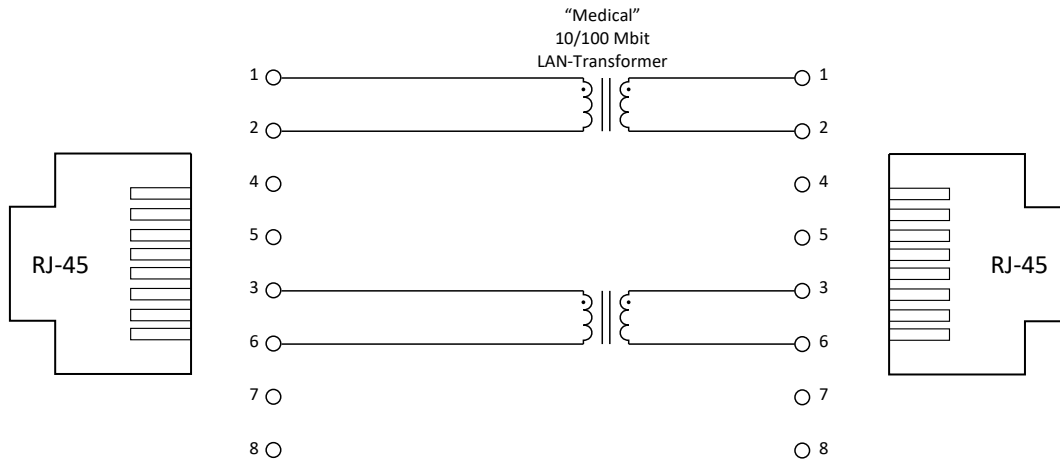 “Medical”
10/100 Mbit
LAN-Transformer
1 1
2 2
4 4
5 5
RJ-45 RJ-45
3 3
6 6
7 7
8 8